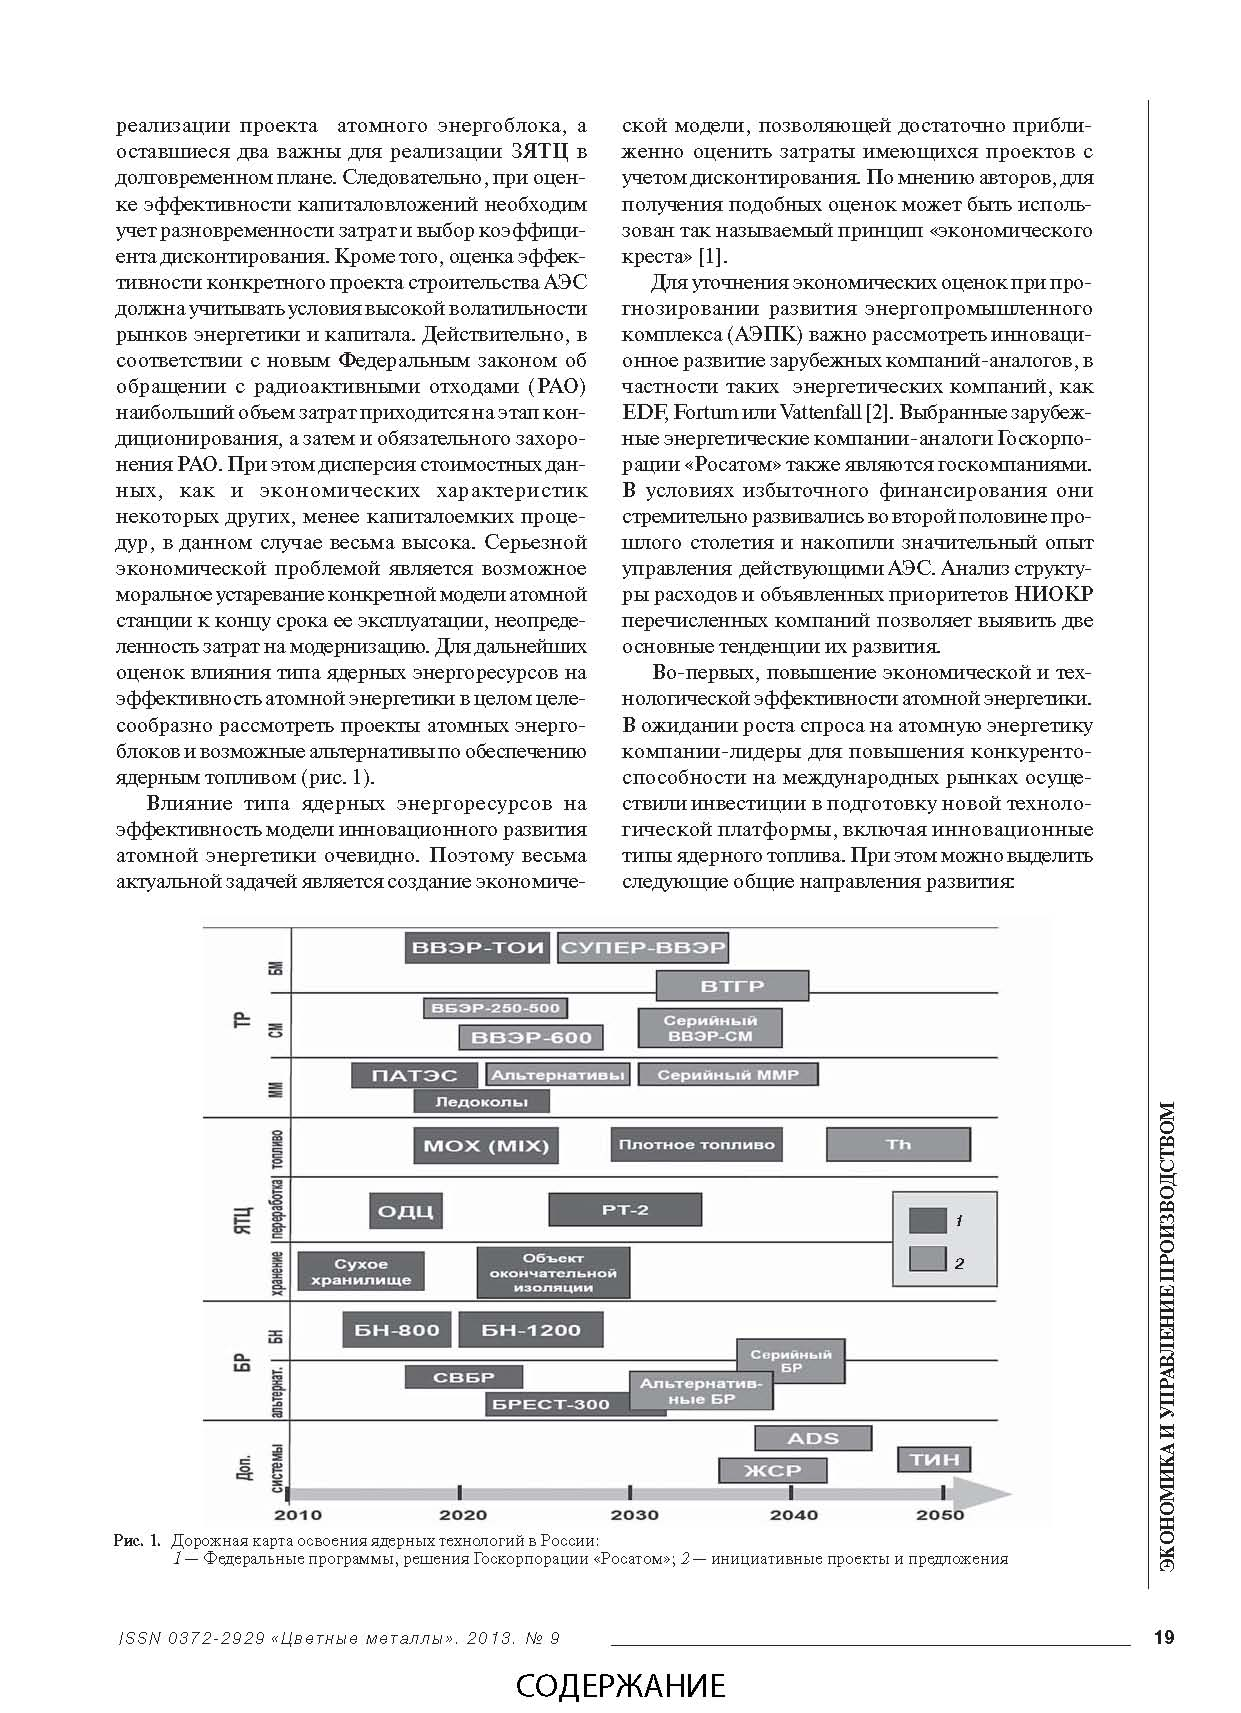 реализации проекта атомного энергоблока, а
оставшиеся два важны для реализации ЗЯТЦ в
долговременном плане. Следовательно, при оцен-
ке эффективности капиталовложений необходим
учет разновременности затрат и выбор коэффици-
ента дисконтирования. Кроме того, оценка эффек-
тивности конкретного проекта строительства АЭС
должна учитывать условия высокой волатильности
рынков энергетики и капитала. Действительно, в
соответствии с новым Федеральным законом об
обращении с радиоактивными отходами (РАО)
наибольший объем затрат приходится на этап кон-
диционирования, а затем и обязательного захоро-
нения РАО. При этом дисперсия стоимостных дан-
ных, как и экономических характеристик
некоторых других, менее капиталоемких проце-
дур, в данном случае весьма высока. Серьезной
экономической проблемой является возможное
моральное устаревание конкретной модели атомной
станции к концу срока ее эксплуатации, неопреде-
ленность затрат на модернизацию. Для дальнейших
оценок влияния типа ядерных энергоресурсов на
эффективность атомной энергетики в целом целе-
сообразно рассмотреть проекты атомных энерго-
блоков и возможные альтернативы по обеспечению
ядерным топливом (рис. 1).
Влияние типа ядерных энергоресурсов на
эффективность модели инновационного развития
атомной энергетики очевидно. Поэтому весьма
актуальной задачей является создание экономиче-
ской модели, позволяющей достаточно прибли-
женно оценить затраты имеющихся проектов с
учетом дисконтирования. По мнению авторов, для
получения подобных оценок может быть исполь-
зован так называемый принцип «экономического
креста» [1].
Для уточнения экономических оценок при про-
гнозировании развития энергопромышленного
комплекса (АЭПК) важно рассмотреть инноваци-
онное развитие зарубежных компаний-аналогов, в
частности таких энергетических компаний, как
EDF, Fortum или Vattenfall [2]. Выбранные зарубеж-
ные энергетические компании-аналоги Госкорпо-
рации «Росатом» также являются госкомпаниями.
В условиях избыточного финансирования они
стремительно развивались во второй половине про-
шлого столетия и накопили значительный опыт
управления действующими АЭС. Анализ структу-
ры расходов и объявленных приоритетов НИОКР
перечисленных компаний позволяет выявить две
основные тенденции их развития.
Во-первых, повышение экономической и тех-
нологической эффективности атомной энергетики.
В ожидании роста спроса на атомную энергетику
компании-лидеры для повышения конкуренто-
способности на международных рынках осуще-
ствили инвестиции в подготовку новой техноло-
гической платформы, включая инновационные
типы ядерного топлива. При этом можно выделить
следующие общие направления развития:
ТР
БМ
ВВЭР-ТОИ
СУПЕР-ВВЭР
ВТГР
СМ
ВБЭР-250-500
ВВЭР-600
Серийный
ВВЭР-СМ
ММ
ПАТЭС
Альтернативы
Серийный ММР
Ледоколы
ЯТЦ
топливо
МОХ (MIX)
Плотное топливо
Th
переработка
ОДЦ
РТ-2
1
2
хранение
Сухое
хранилище
Объект
окончательной
изоляции
БР
БН
БН-800
БН-1200
Серийный
БР
альтернат.
СВБР
БРЕСТ-300
Альтернатив-
ные БР
Доп.
системы
ADS
ЖСР
ТИН
2010
2020
2030
2040
2050
Рис. 1. Дорожная карта освоения ядерных технологий в России:
1 — Федеральные программы, решения Госкорпорации «Росатом»; 2 — инициативные проекты и предложения
ЭКОНОМИКА И УПРАВЛЕНИЕ ПРОИЗВОДСТВОМ
ISSN 0372-2929 «Цветные металлы». 2013. № 9
19
СОДЕРЖАНИЕ